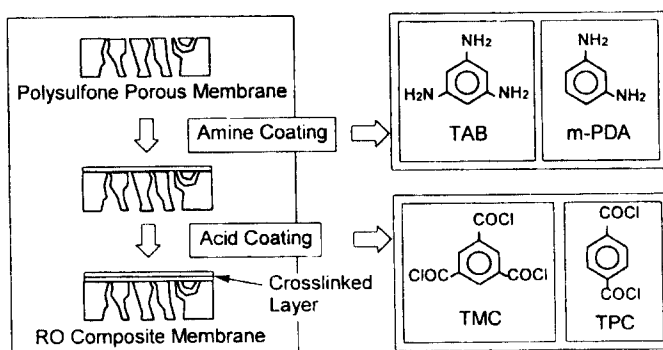 Polysulfone Porous Membrane
Amine Coating
Acid Coating
Crosslinked
Layer
RO Composite Membrane
NH₂
H₂N
NH₂
TAB
NH₂
NH₂
m-PDA
COCl
ClOC
COCl
TMC
COCl
COCl
TPC